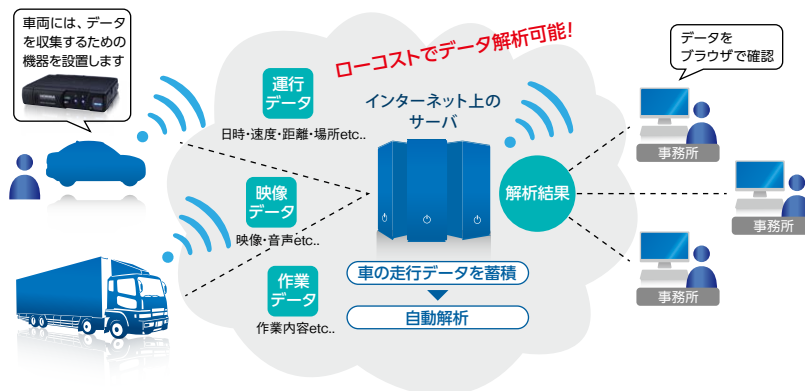 車両には、データ
を収集するための
機器を設置します
ローコストでデータ解析可能!
データを
ブラウザで確認
運行
データ
日時・速度・距離・場所etc..
インターネット上の
サーバ
映像
データ
映像・音声etc..
解析結果
作業
データ
作業内容etc..
車の走行データを蓄積
自動解析
事務所
事務所
事務所